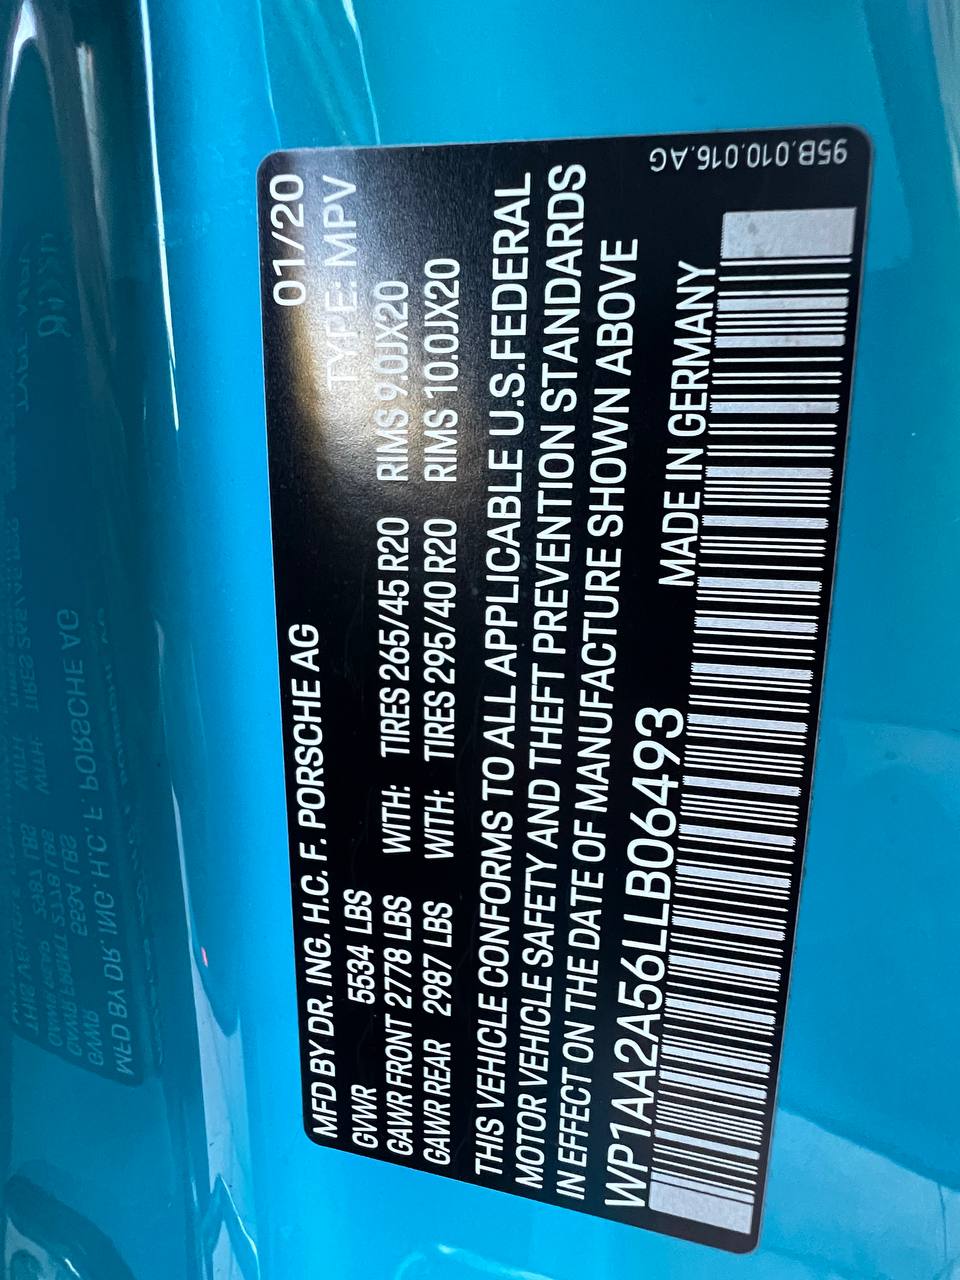 MFD BY DR. ING. H.C. F. PORSCHE AG 01/20
GVWR 5534 LBS TYPE: MPV
GAWR FRONT 2778 LBS WITH: TIRES 265/45 R20 RIMS 9.0JX20
GAWR REAR 2987 LBS WITH: TIRES 295/40 R20 RIMS 10.0JX20
THIS VEHICLE CONFORMS TO ALL APPLICABLE U.S. FEDERAL
MOTOR VEHICLE SAFETY AND THEFT PREVENTION STANDARDS
IN EFFECT ON THE DATE OF MANUFACTURE SHOWN ABOVE
WP1AA2A56LLB06493 MADE IN GERMANY
95B.010.016.AG